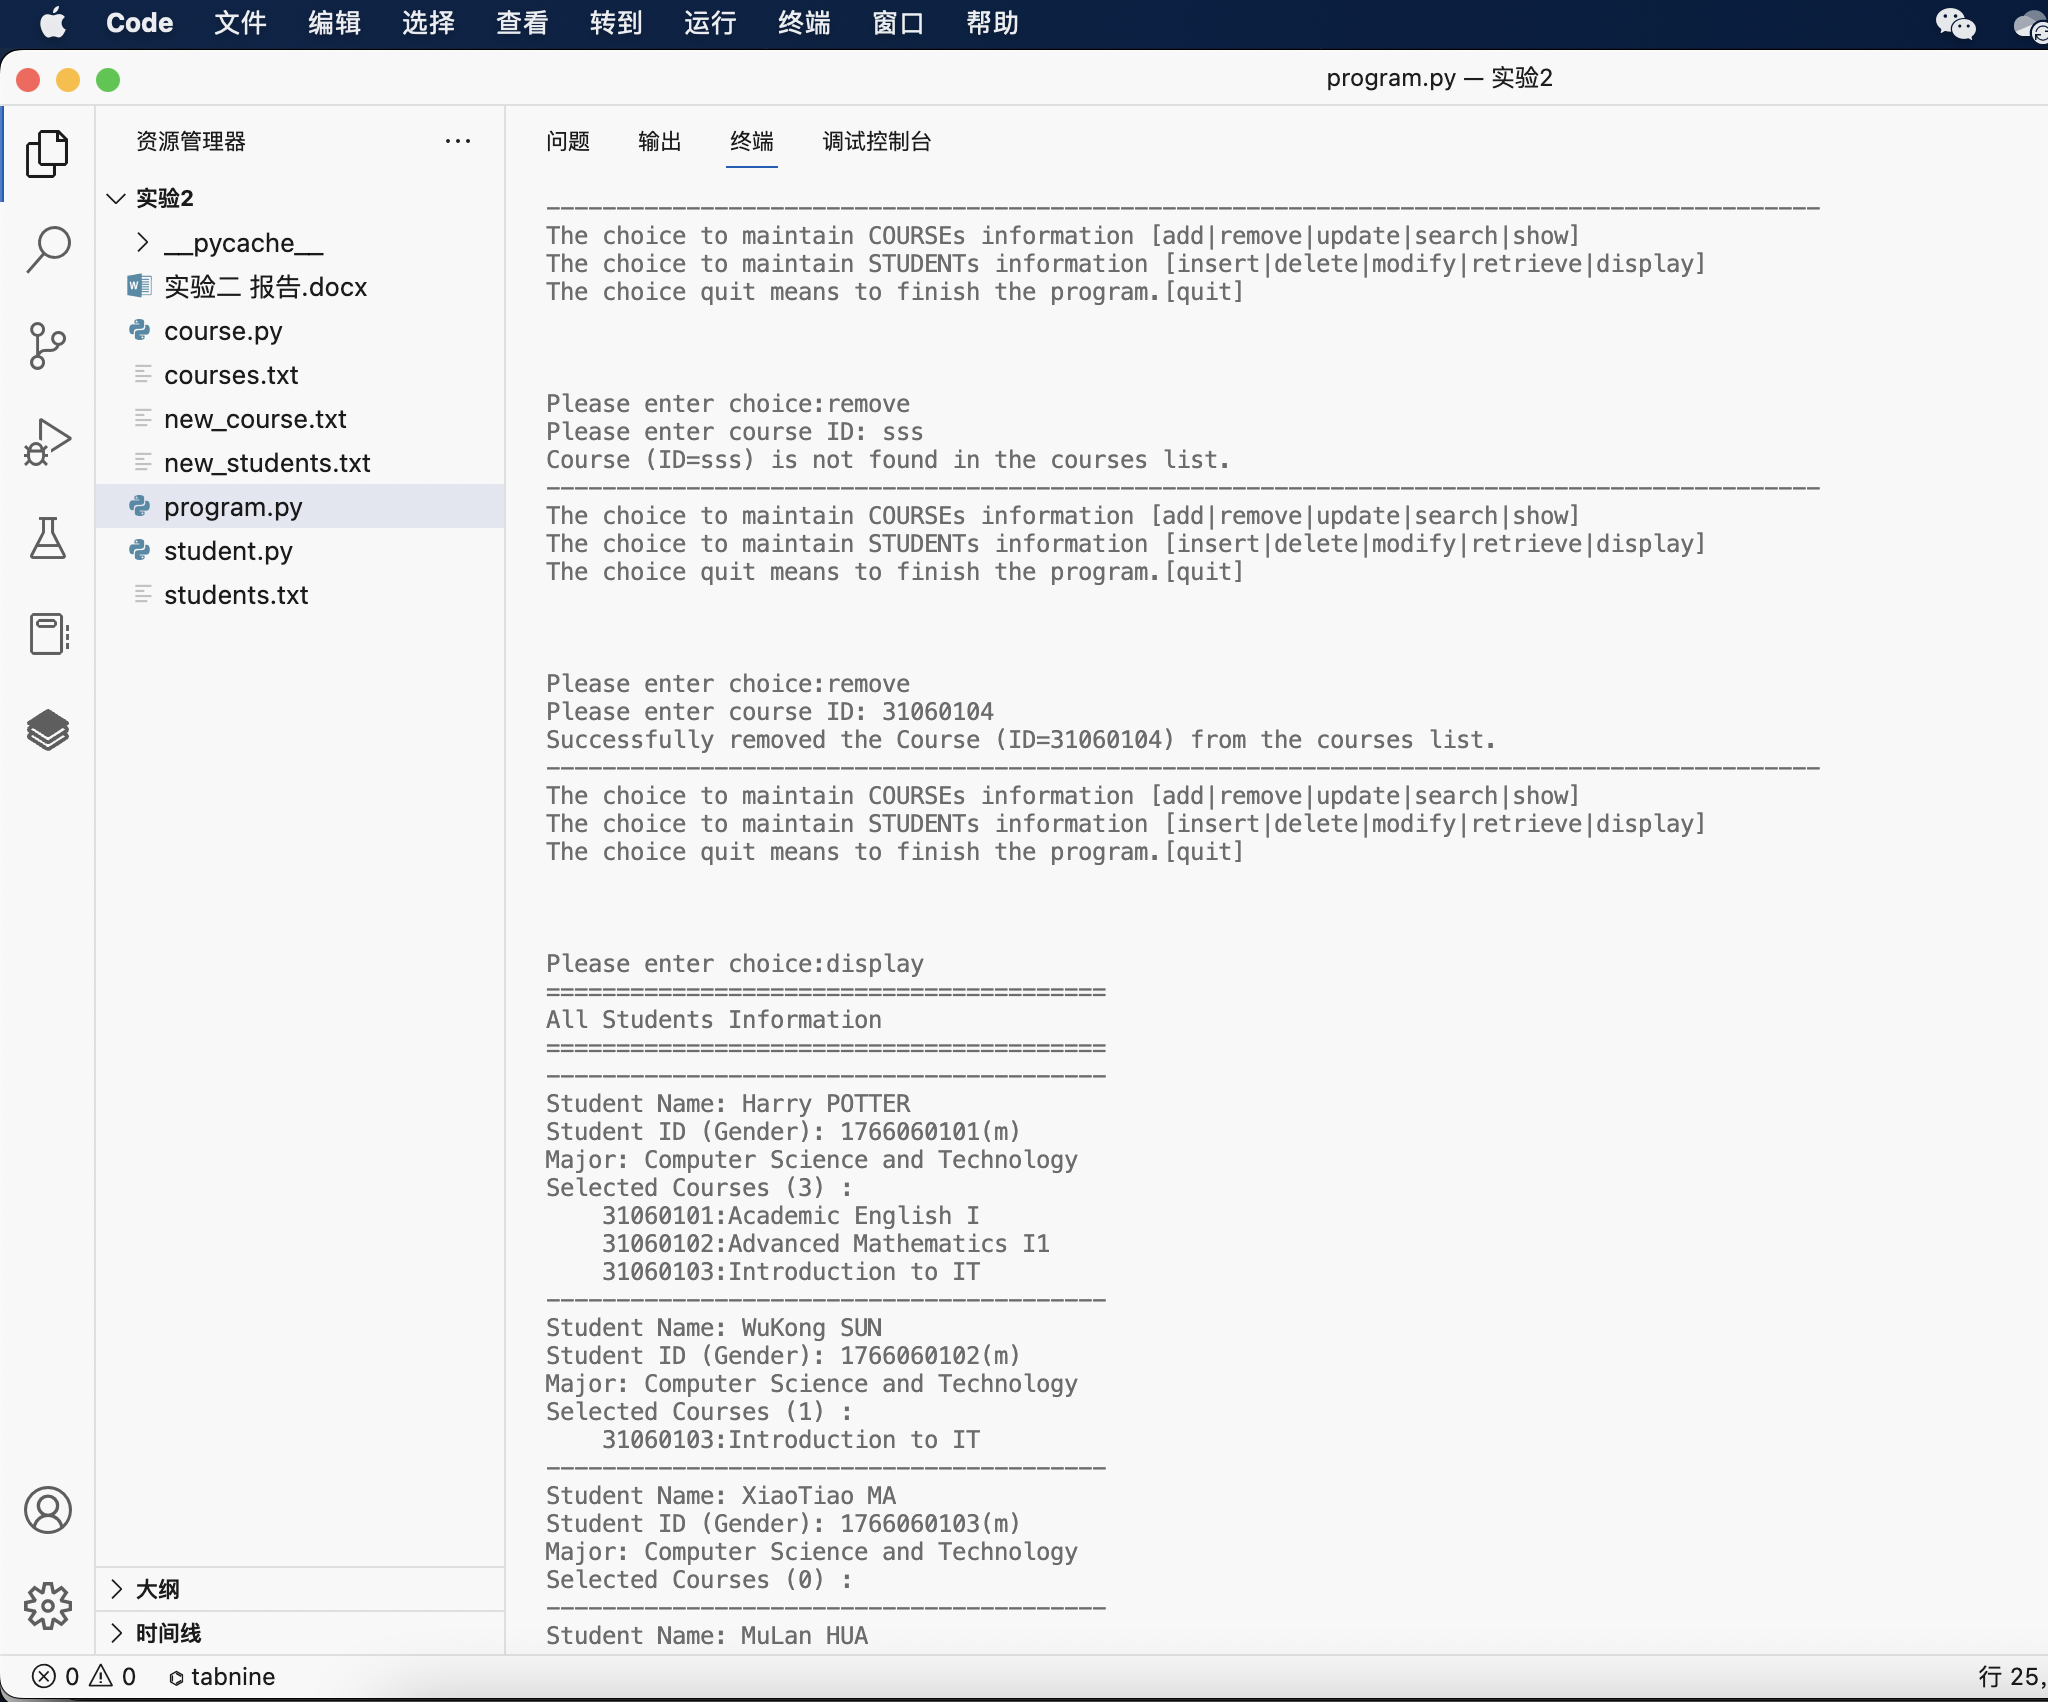 Code 文件 编辑 选择 查看 转到 运行 终端 窗口 帮助
program.py — 实验2
资源管理器 ···
实验2
__pycache__
实验二 报告.docx
course.py
courses.txt
new_course.txt
new_students.txt
program.py
student.py
students.txt
大纲
时间线
问题 输出 终端 调试控制台
-------------------------------------------------------------------------------------------
The choice to maintain COURSEs information [add|remove|update|search|show]
The choice to maintain STUDENTs information [insert|delete|modify|retrieve|display]
The choice quit means to finish the program.[quit]
Please enter choice:remove
Please enter course ID: sss
Course (ID=sss) is not found in the courses list.
-------------------------------------------------------------------------------------------
The choice to maintain COURSEs information [add|remove|update|search|show]
The choice to maintain STUDENTs information [insert|delete|modify|retrieve|display]
The choice quit means to finish the program.[quit]
Please enter choice:remove
Please enter course ID: 31060104
Successfully removed the Course (ID=31060104) from the courses list.
-------------------------------------------------------------------------------------------
The choice to maintain COURSEs information [add|remove|update|search|show]
The choice to maintain STUDENTs information [insert|delete|modify|retrieve|display]
The choice quit means to finish the program.[quit]
Please enter choice:display
========================================
All Students Information
========================================
----------------------------------------
Student Name: Harry POTTER
Student ID (Gender): 1766060101(m)
Major: Computer Science and Technology
Selected Courses (3) :
31060101:Academic English I
31060102:Advanced Mathematics I1
31060103:Introduction to IT
----------------------------------------
Student Name: WuKong SUN
Student ID (Gender): 1766060102(m)
Major: Computer Science and Technology
Selected Courses (1) :
31060103:Introduction to IT
----------------------------------------
Student Name: XiaoTiao MA
Student ID (Gender): 1766060103(m)
Major: Computer Science and Technology
Selected Courses (0) :
----------------------------------------
Student Name: MuLan HUA
0 0 tabnine
行 25,